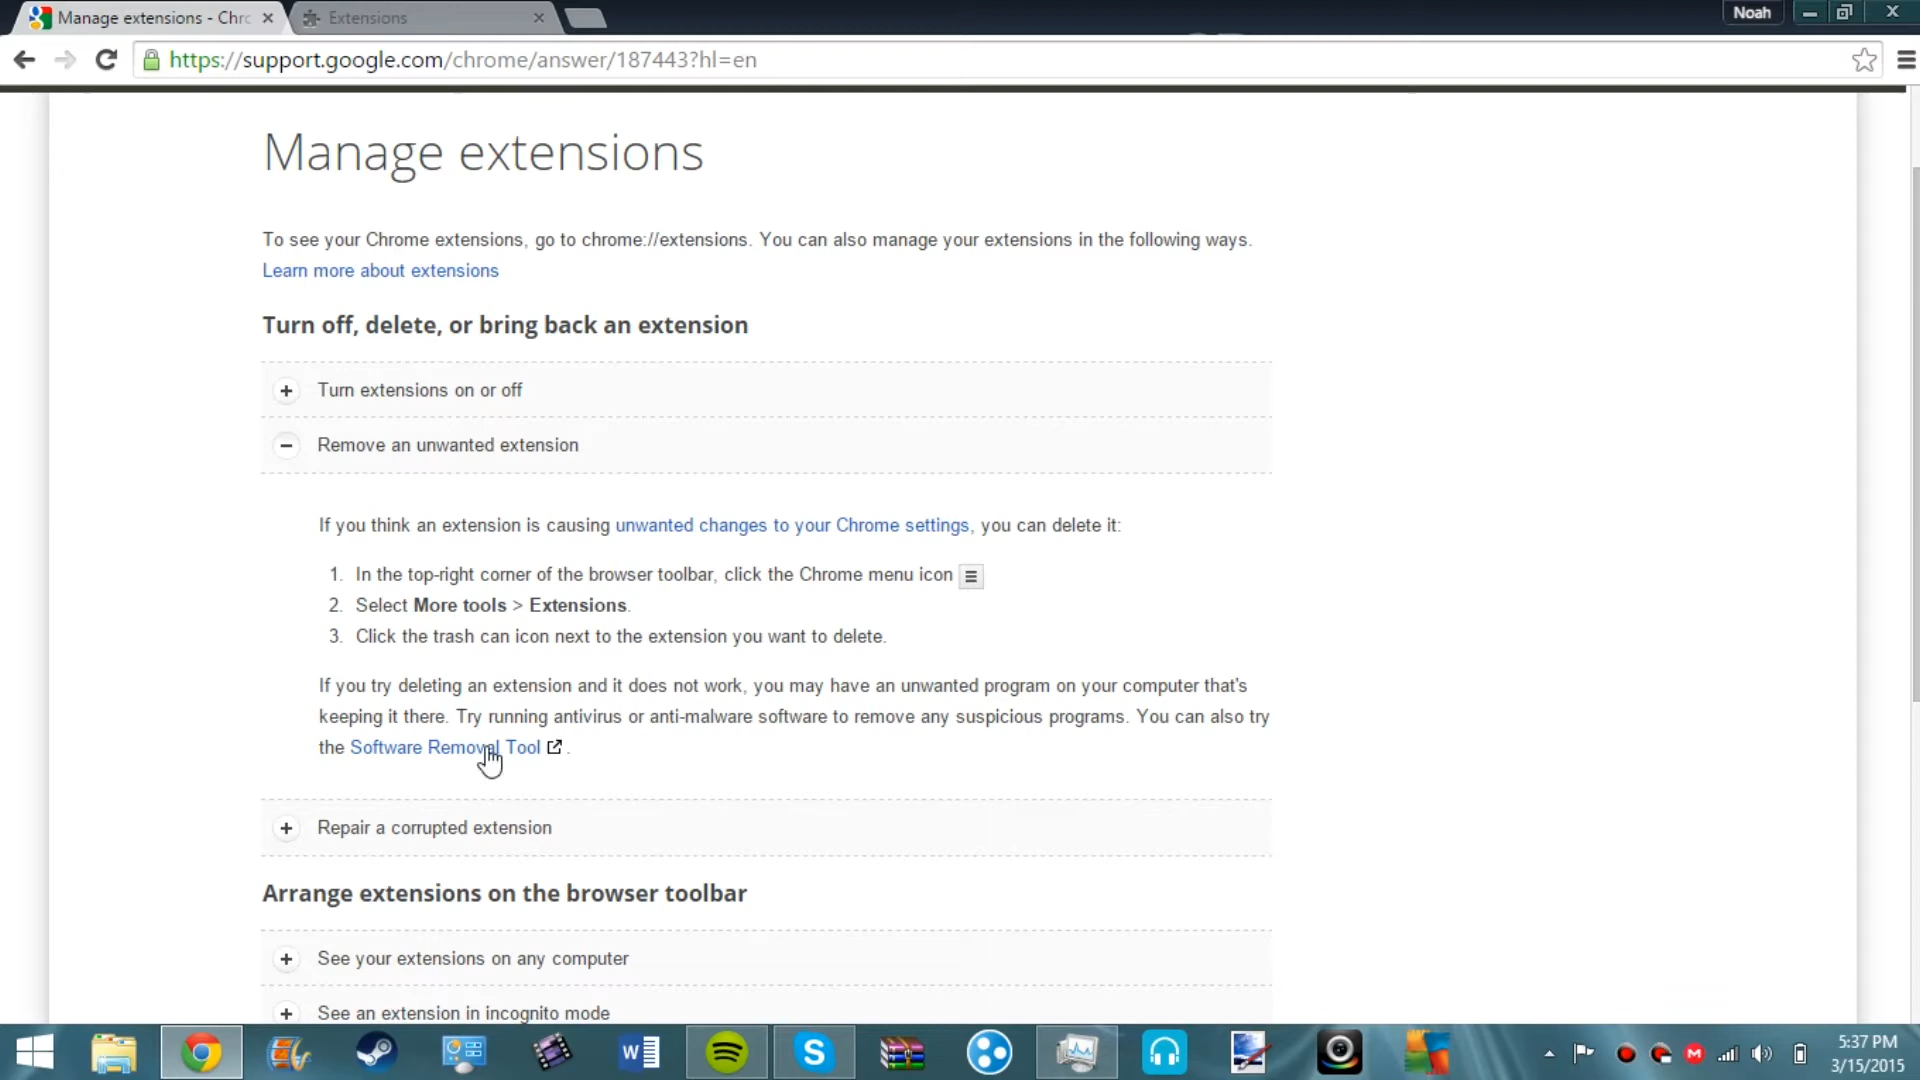 Manage extensions - Chro
Extensions
Noah
https://support.google.com/chrome/answer/187443?hl=en
Manage extensions
To see your Chrome extensions, go to chrome://extensions. You can also manage your extensions in the following ways.
Learn more about extensions
Turn off, delete, or bring back an extension
Turn extensions on or off
Remove an unwanted extension
If you think an extension is causing unwanted changes to your Chrome settings, you can delete it:
1. In the top-right corner of the browser toolbar, click the Chrome menu icon
2. Select More tools > Extensions.
3. Click the trash can icon next to the extension you want to delete.
If you try deleting an extension and it does not work, you may have an unwanted program on your computer that's
keeping it there. Try running antivirus or anti-malware software to remove any suspicious programs. You can also try
the Software Removal Tool .
Repair a corrupted extension
Arrange extensions on the browser toolbar
See your extensions on any computer
See an extension in incognito mode
5:37 PM
3/15/2015